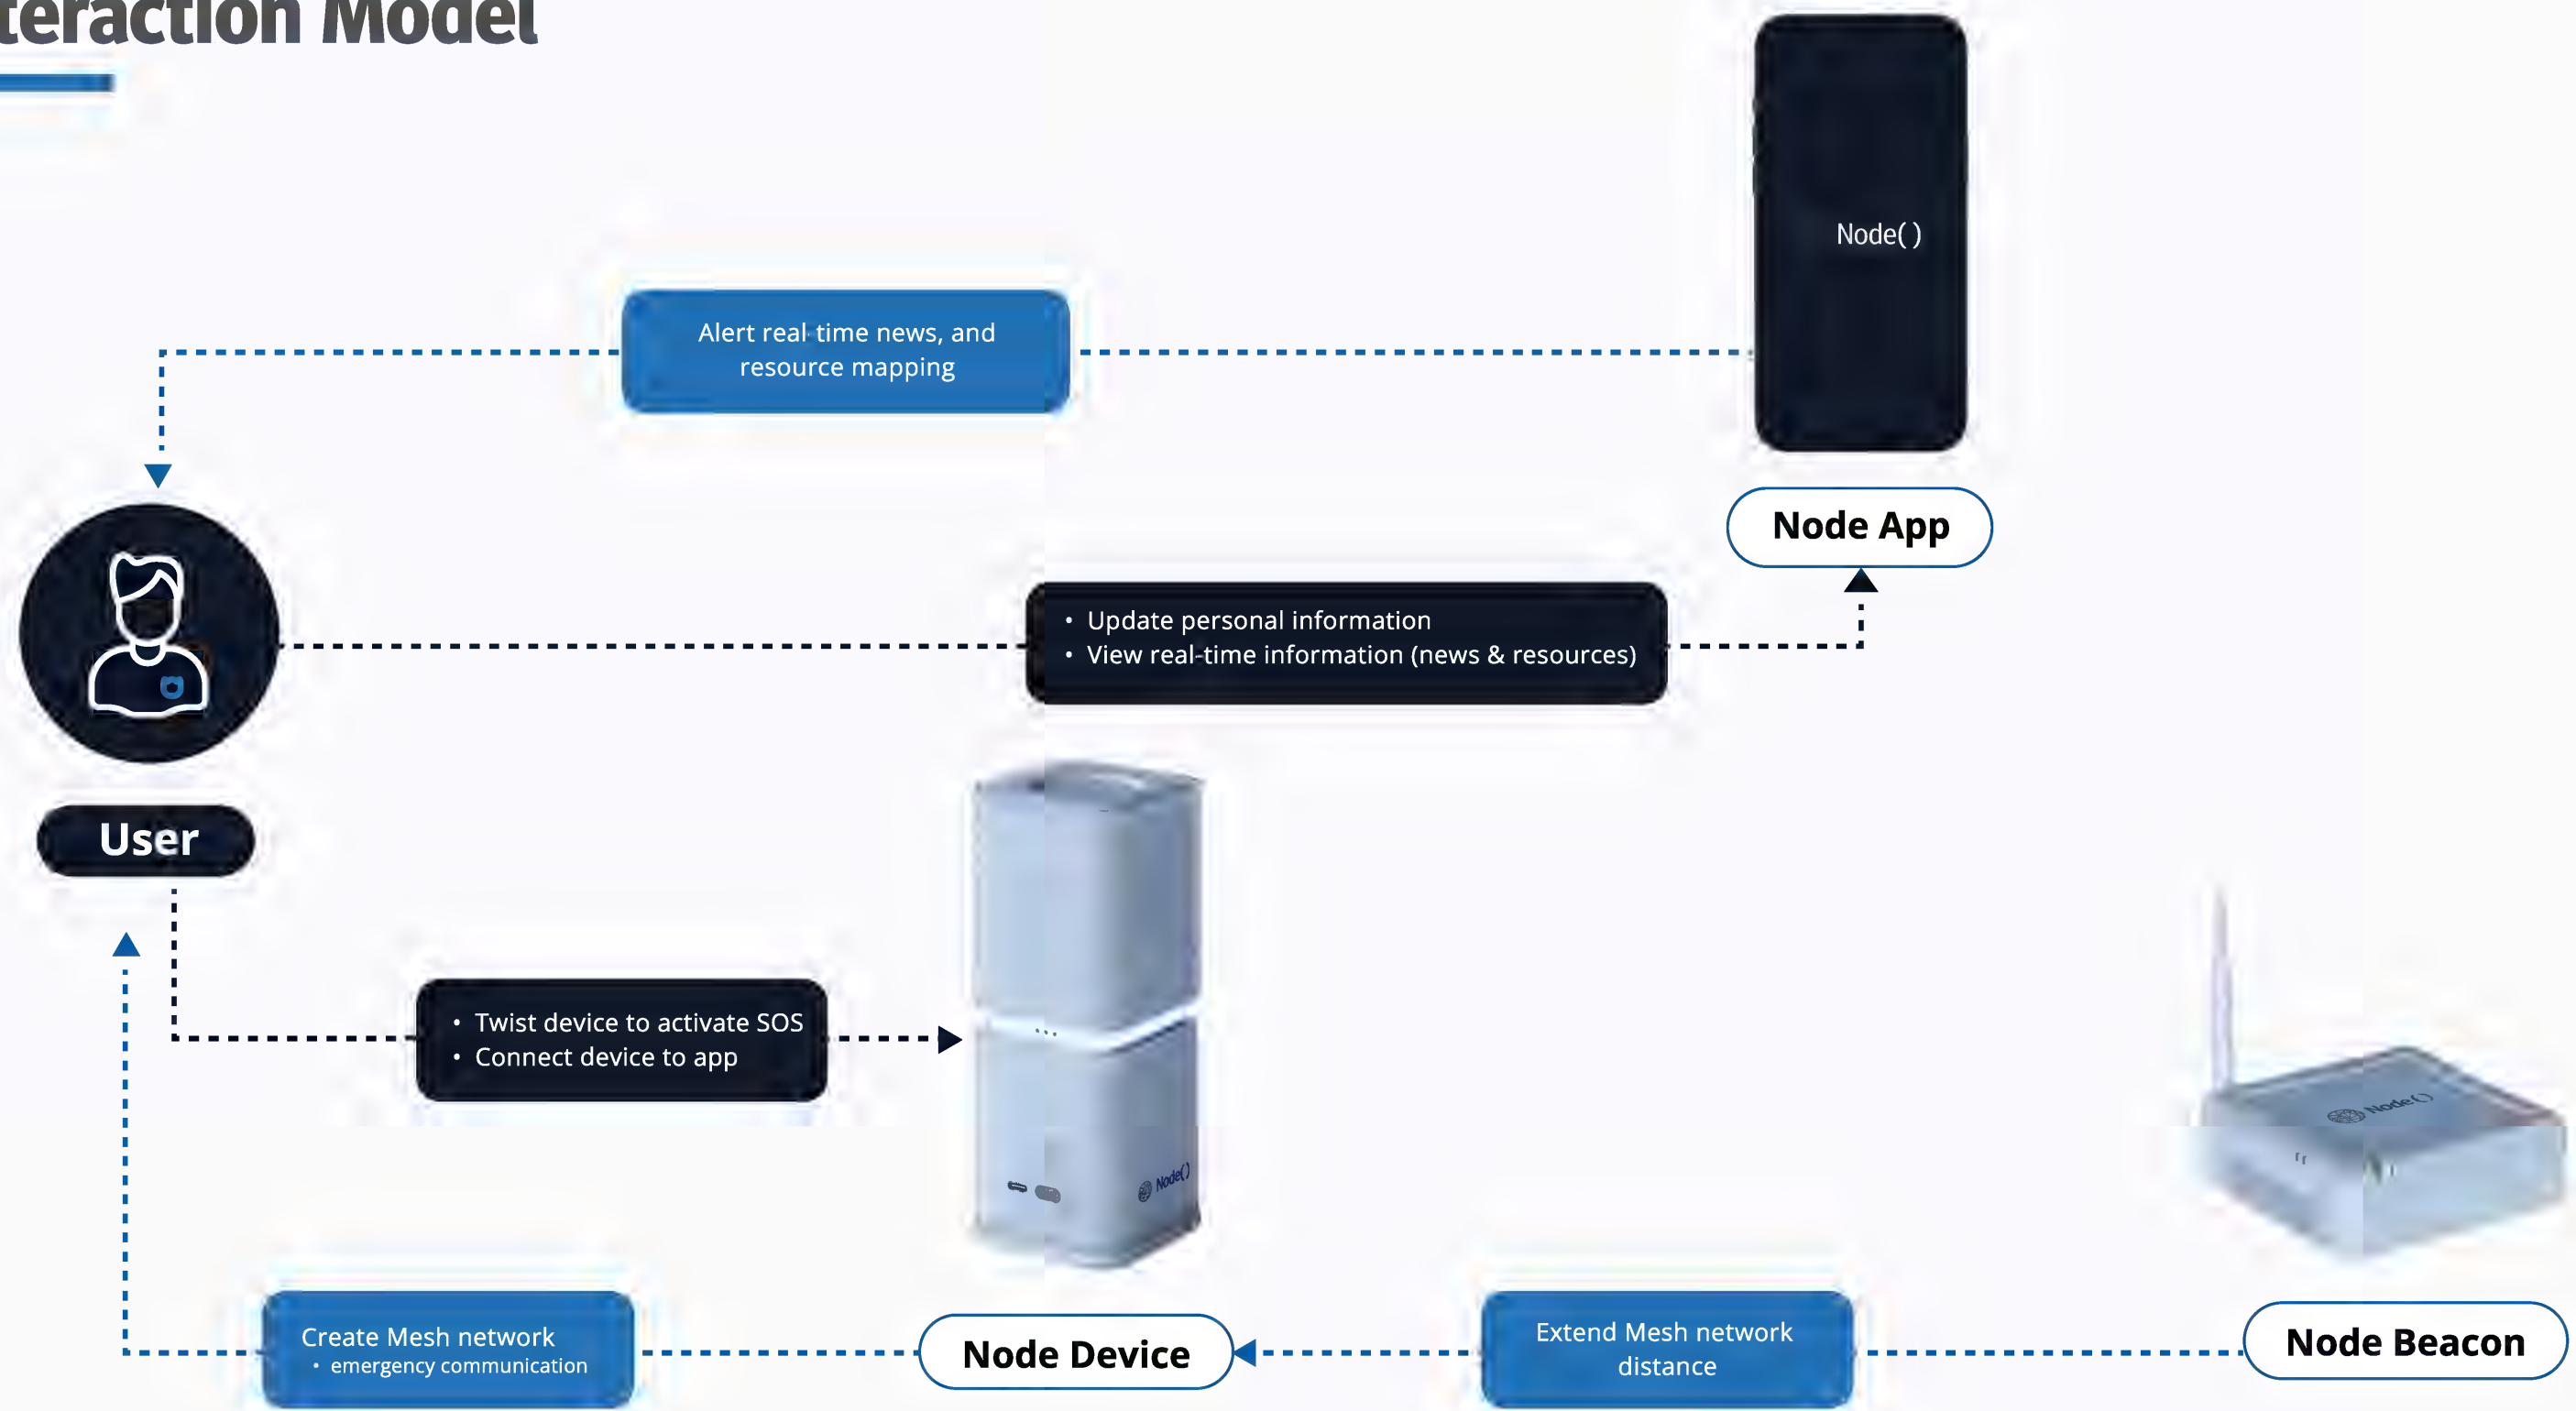 teraction Model
Node( )
Alert real-time news, and
resource mapping
Node App
• Update personal information
• View real-time information (news & resources)
User
• Twist device to activate SOS
• Connect device to app
Node( )
Node( )
Create Mesh network
• emergency communication
Node Device
Extend Mesh network
distance
Node Beacon